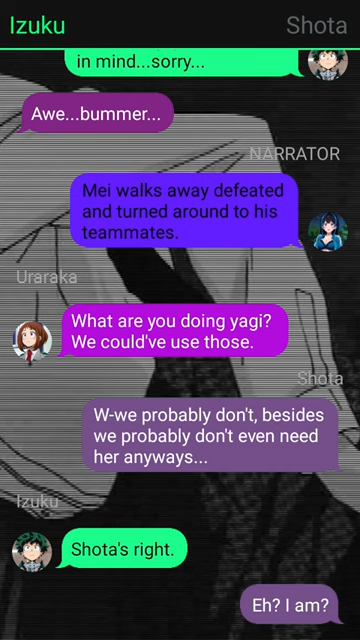 Izuku
Shota
in mind...sorry...
Awe...bummer...
NARRATOR
Mei walks away defeated
and turned around to his
teammates.
Uraraka
What are you doing yagi?
We could've use those.
Shota
W-we probably don't, besides
we probably don't even need
her anyways...
Izuku
Shota's right.
Eh? I am?